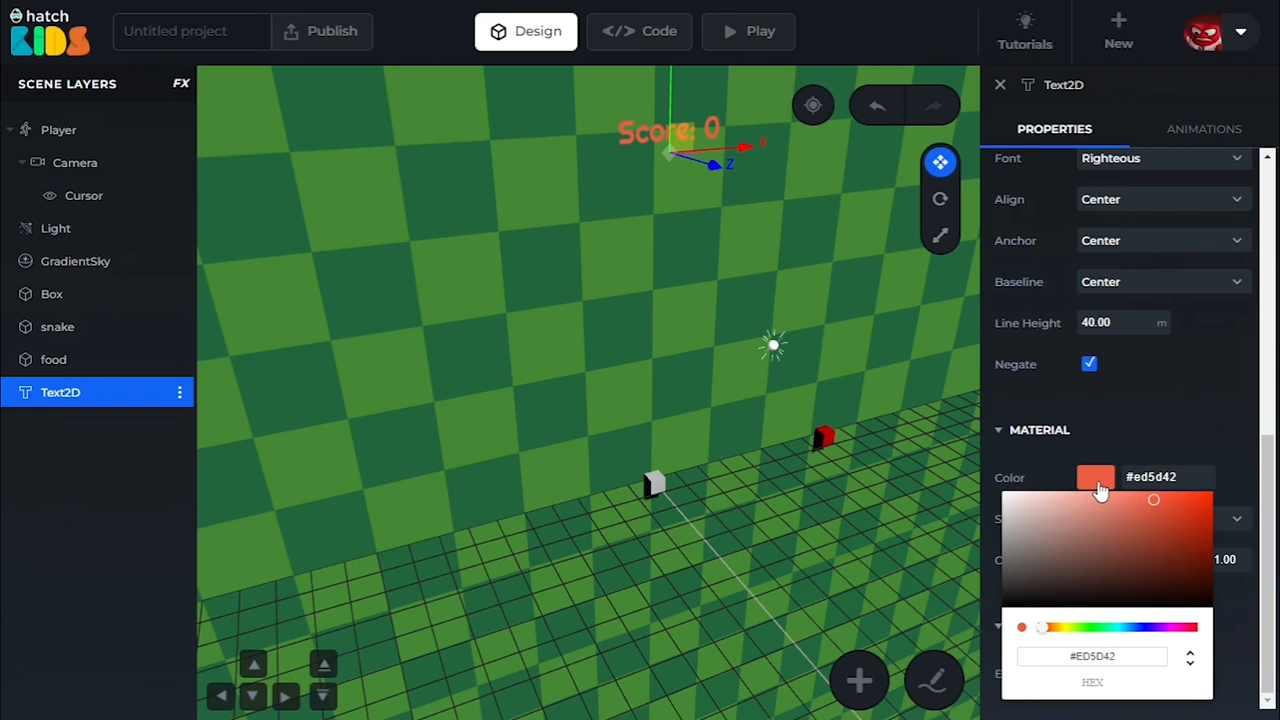 hatch
KIDS
Untitled project
Publish
Design
</> Code
Play
Tutorials
New
SCENE LAYERS
FX
Player
Camera
Cursor
Light
GradientSky
Box
snake
food
Text2D
Score: 0
X
Z
Text2D
PROPERTIES
ANIMATIONS
Font
Righteous
Align
Center
Anchor
Center
Baseline
Center
Line Height
40.00
m
Negate
MATERIAL
Color
#ed5d42
S
O
1.00
E
#ED5D42
HEX